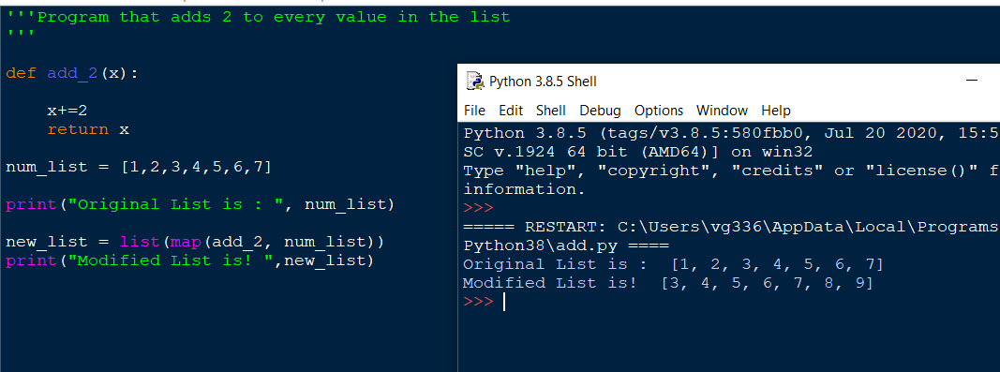 '''Program that adds 2 to every value in the list
'''
def add_2(x):
x+=2
return x
num_list = [1,2,3,4,5,6,7]
print("Original List is : ", num_list)
new_list = list(map(add_2, num_list))
print("Modified List is! ",new_list)
Python 3.8.5 Shell
File Edit Shell Debug Options Window Help
Python 3.8.5 (tags/v3.8.5:580fbb0, Jul 20 2020, 15:5
SC v.1924 64 bit (AMD64)] on win32
Type "help", "copyright", "credits" or "license()" f
information.
>>>
===== RESTART: C:\Users\vg336\AppData\Local\Programs
Python38\add.py ====
Original List is :  [1, 2, 3, 4, 5, 6, 7]
Modified List is!  [3, 4, 5, 6, 7, 8, 9]
>>>